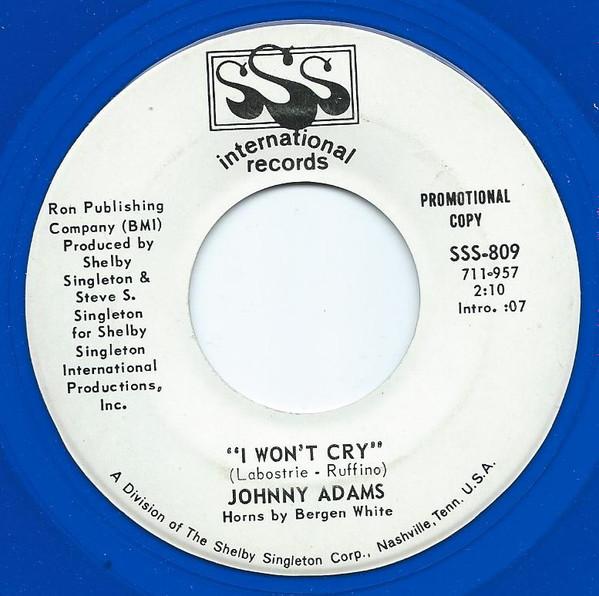 SSS
international
records
Ron Publishing
Company (BMI)
Produced by
Shelby
Singleton &
Steve S.
Singleton
for Shelby
Singleton
International
Productions,
Inc.
PROMOTIONAL
COPY
SSS-809
711-957
2:10
Intro. :07
"I WON'T CRY"
(Labostrie - Ruffino)
JOHNNY ADAMS
Horns by Bergen White
A Division of The Shelby Singleton Corp., Nashville, Tenn. U.S.A.